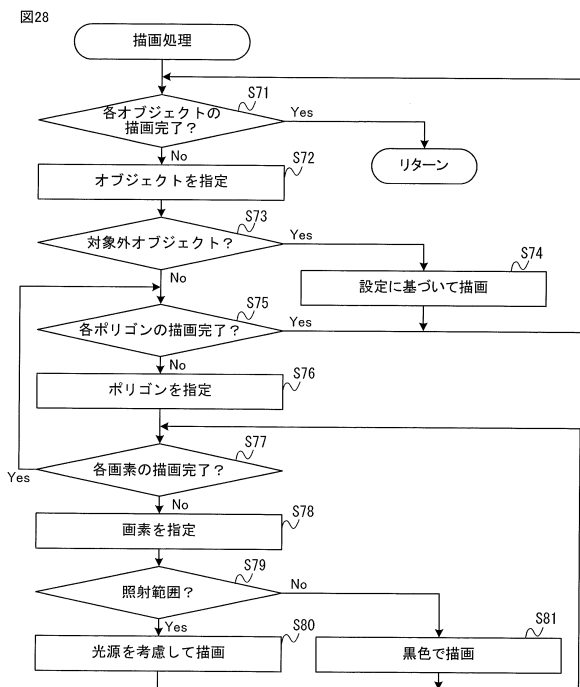 図28
描画処理
S71
各オブジェクトの
描画完了？
Yes
No
リターン
S72
オブジェクトを指定
S73
対象外オブジェクト？
Yes
No
S74
設定に基づいて描画
S75
各ポリゴンの描画完了？
Yes
No
S76
ポリゴンを指定
S77
各画素の描画完了？
Yes
No
S78
画素を指定
S79
照射範囲？
No
Yes
S80
光源を考慮して描画
S81
黒色で描画